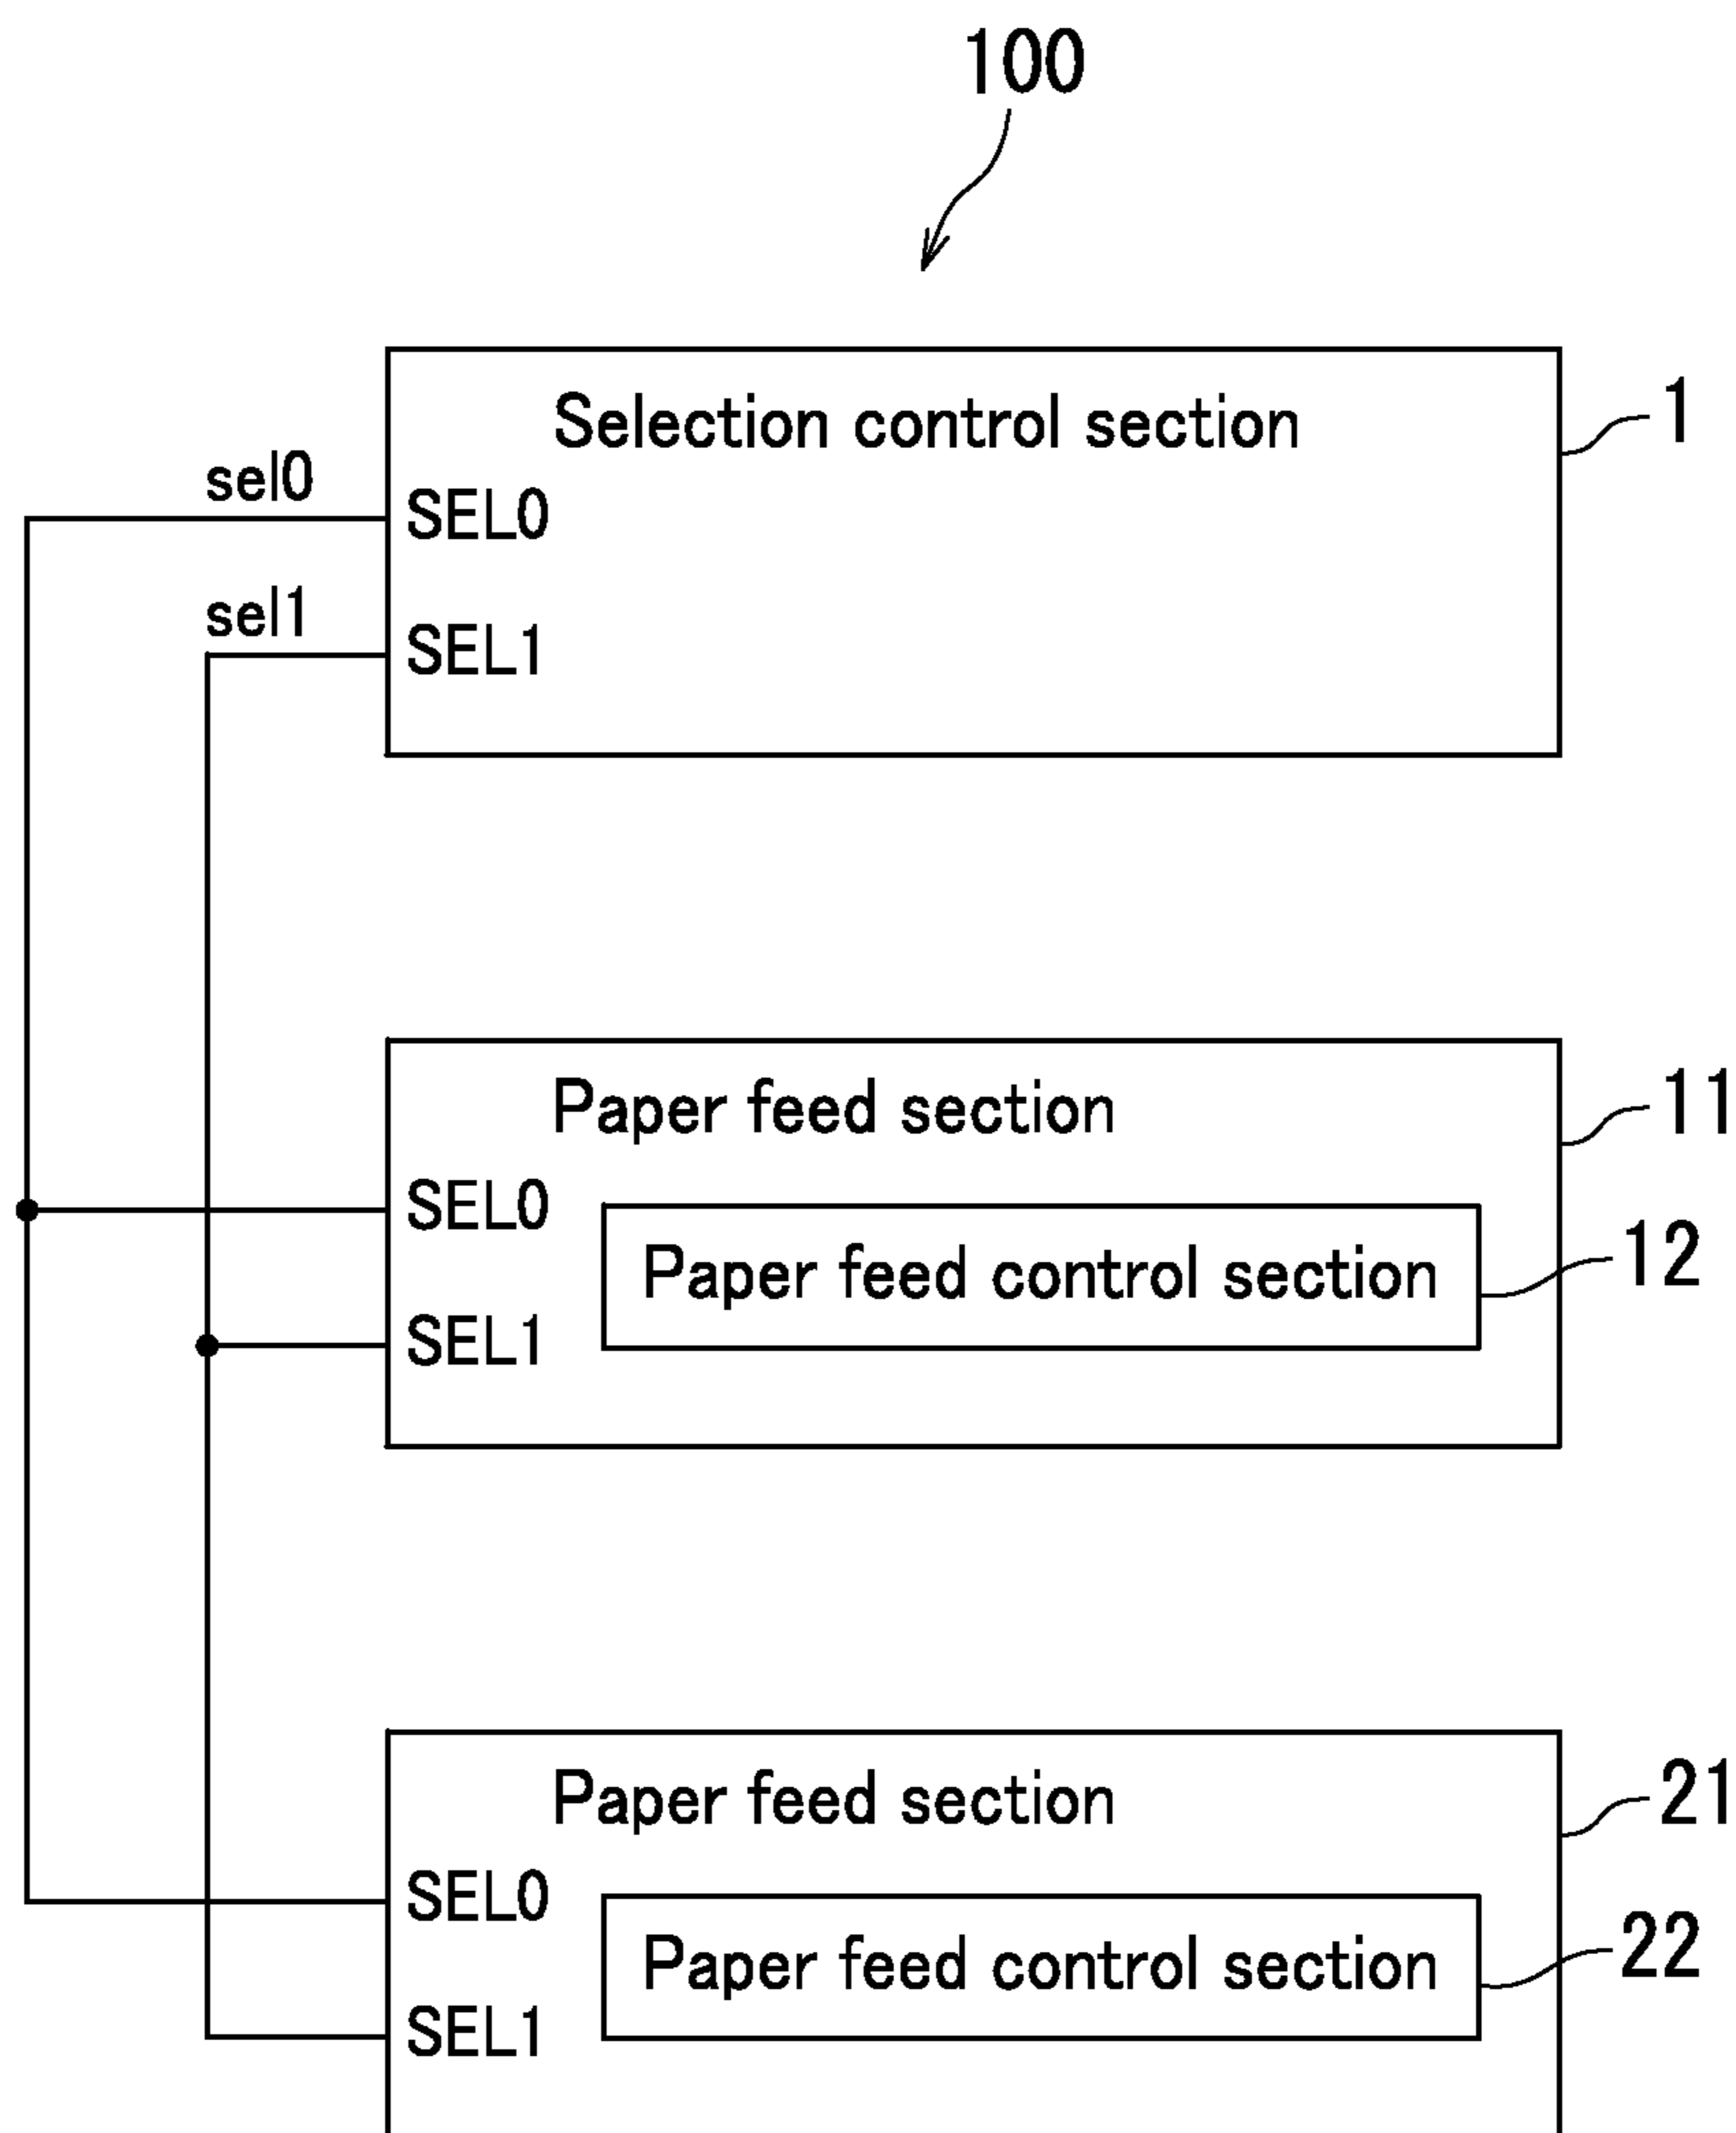 100
Selection control section
1
sel0
SEL0
sel1
SEL1
Paper feed section
11
SEL0
Paper feed control section
12
SEL1
Paper feed section
21
SEL0
Paper feed control section
22
SEL1